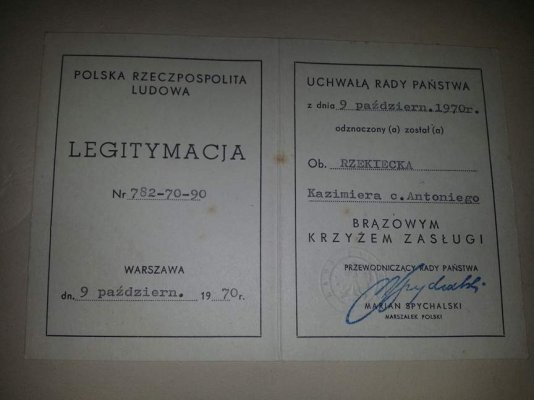 POLSKA RZECZPOSPOLITA
LUDOWA
LEGITYMACJA
Nr 782-70-90
WARSZAWA
dn. 9 październ. 1970r.
UCHWAŁĄ RADY PAŃSTWA
z dnia 9 październ.1970r.
odznaczony (a) został (a)
Ob. RZEKIECKA
Kazimiera c.Antoniego
BRĄZOWYM
KRZYŻEM ZASŁUGI
PRZEWODNICZĄCY RADY PAŃSTWA
MARIAN SPYCHALSKI
MARSZAŁEK POLSKI